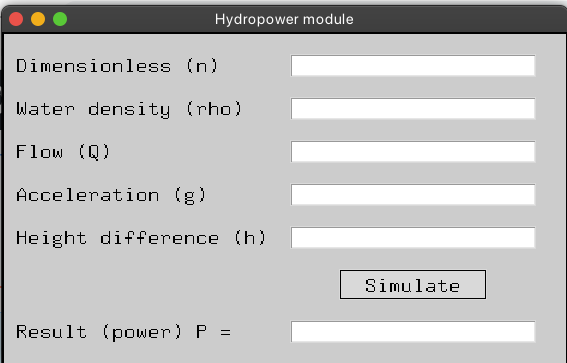 Hydropower module
Dimensionless (n)
Water density (rho)
Flow (Q)
Acceleration (g)
Height difference (h)
Simulate
Result (power) P =